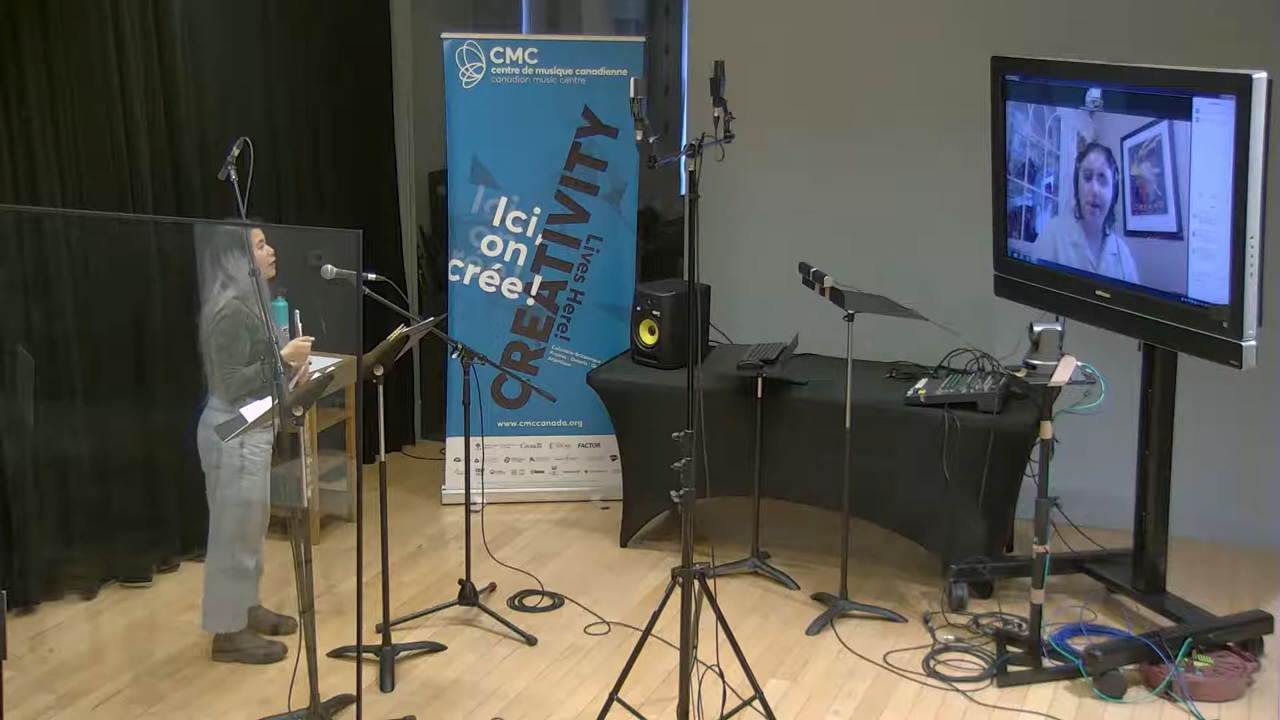 CMC
centre de musique canadienne
canadian music centre
Ici,
on
crée!
CREATIVITY
Lives Here!
www.cmccanada.org
FACTOR